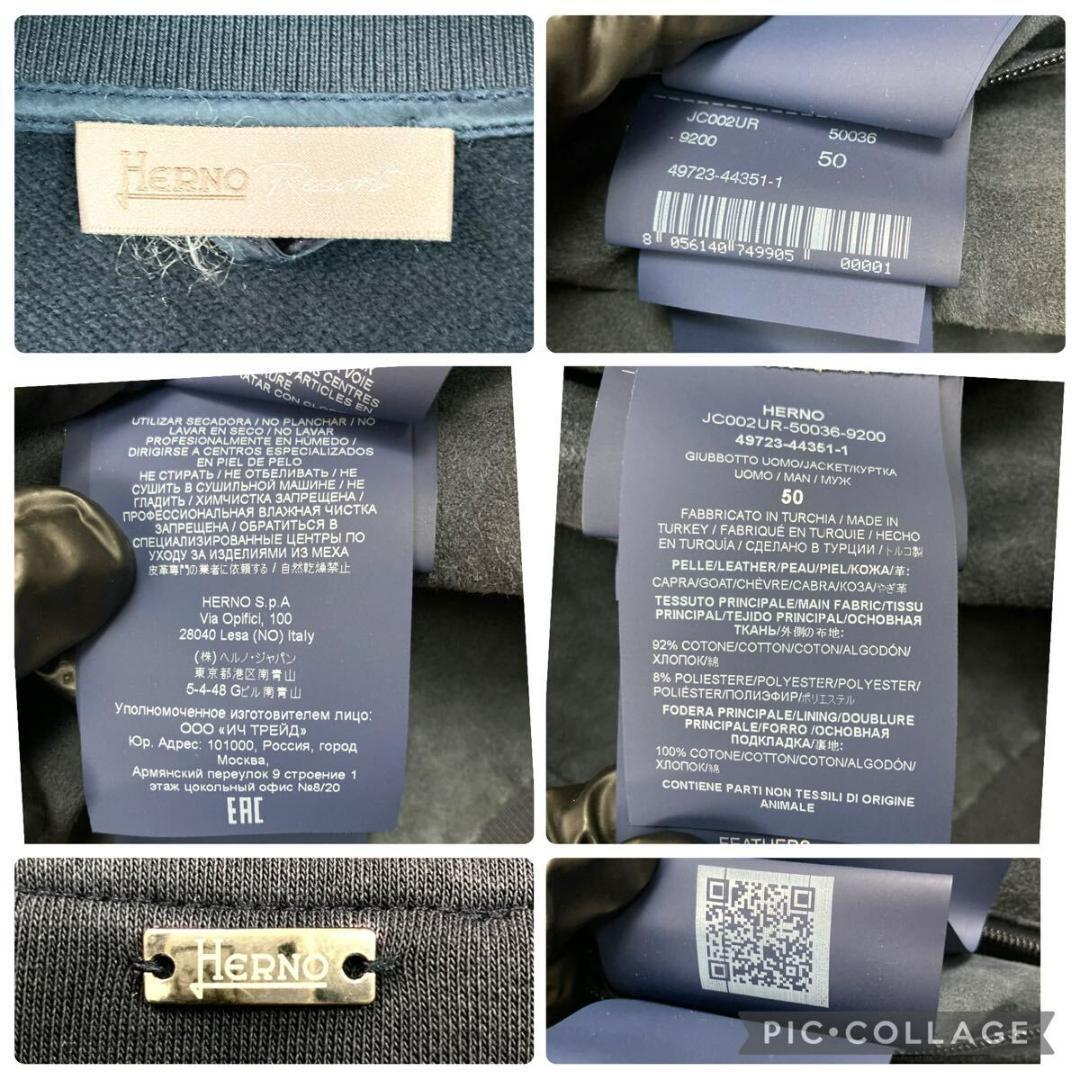 HERNO Resort
JC002UR 50036
- 9200 50
49723-44351-1
8 056140 749905 00001
VOIE
ARTICLES EN
UTILIZAR SECADORA / NO PLANCHAR / NO
LAVAR EN SECO / NO LAVAR
PROFESIONALMENTE EN HÚMEDO /
DIRIGIRSE A CENTROS ESPECIALIZADOS
EN PIEL DE PELO
НЕ СТИРАТЬ / НЕ ОТБЕЛИВАТЬ / НЕ
СУШИТЬ В СУШИЛЬНОЙ МАШИНЕ / НЕ
ГЛАДИТЬ / ХИМЧИСТКА ЗАПРЕЩЕНА /
ПРОФЕССИОНАЛЬНАЯ ВЛАЖНАЯ ЧИСТКА
ЗАПРЕЩЕНА / ОБРАТИТЬСЯ В
СПЕЦИАЛИЗИРОВАННЫЕ ЦЕНТРЫ ПО
УХОДУ ЗА ИЗДЕЛИЯМИ ИЗ МЕХА
皮革専門の業者に依頼する / 自然乾燥禁止
HERNO S.p.A
Via Opifici, 100
28040 Lesa (NO) Italy
(株)ヘルノ・ジャパン
東京都港区南青山
5-4-48 Gビル南青山
Уполномоченное изготовителем лицо:
ООО «ИЧ ТРЕЙД»
Юр. Адрес: 101000, Россия, город
Москва,
Армянский переулок 9 строение 1
этаж цокольный офис №8/20
EAC
HERNO
JC002UR-50036-9200
49723-44351-1
GIUBBOTTO UOMO/JACKET/КУРТКА
UOMO / MAN / МУЖ
50
FABBRICATO IN TURCHIA / MADE IN
TURKEY / FABRIQUÉ EN TURQUIE / HECHO
EN TURQUÍA / СДЕЛАНО В ТУРЦИИ / トルコ製
PELLE/LEATHER/PEAU/PIEL/КОЖА/革:
CAPRA/GOAT/CHÈVRE/CABRA/КОЗА/やぎ革
TESSUTO PRINCIPALE/MAIN FABRIC/TISSU
PRINCIPAL/TEJIDO PRINCIPAL/ОСНОВНАЯ
ТКАНЬ/外側の布地:
92% COTONE/COTTON/COTON/ALGODÓN/
ХЛОПОК/綿
8% POLIESTERE/POLYESTER/POLYESTER/
POLIÉSTER/ПОЛИЭФИР/ポリエステル
FODERA PRINCIPALE/LINING/DOUBLURE
PRINCIPALE/FORRO /ОСНОВНАЯ
ПОДКЛАДКА/裏地:
100% COTONE/COTTON/COTON/ALGODÓN/
ХЛОПОК/綿
CONTIENE PARTI NON TESSILI DI ORIGINE
ANIMALE
HERNO
PIC•COLLAGE